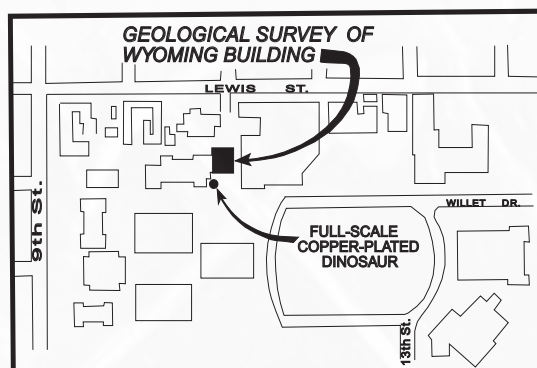 GEOLOGICAL SURVEY OF
WYOMING BUILDING
LEWIS ST.
9th St.
WILLET DR.
FULL-SCALE
COPPER-PLATED
DINOSAUR
13th St.